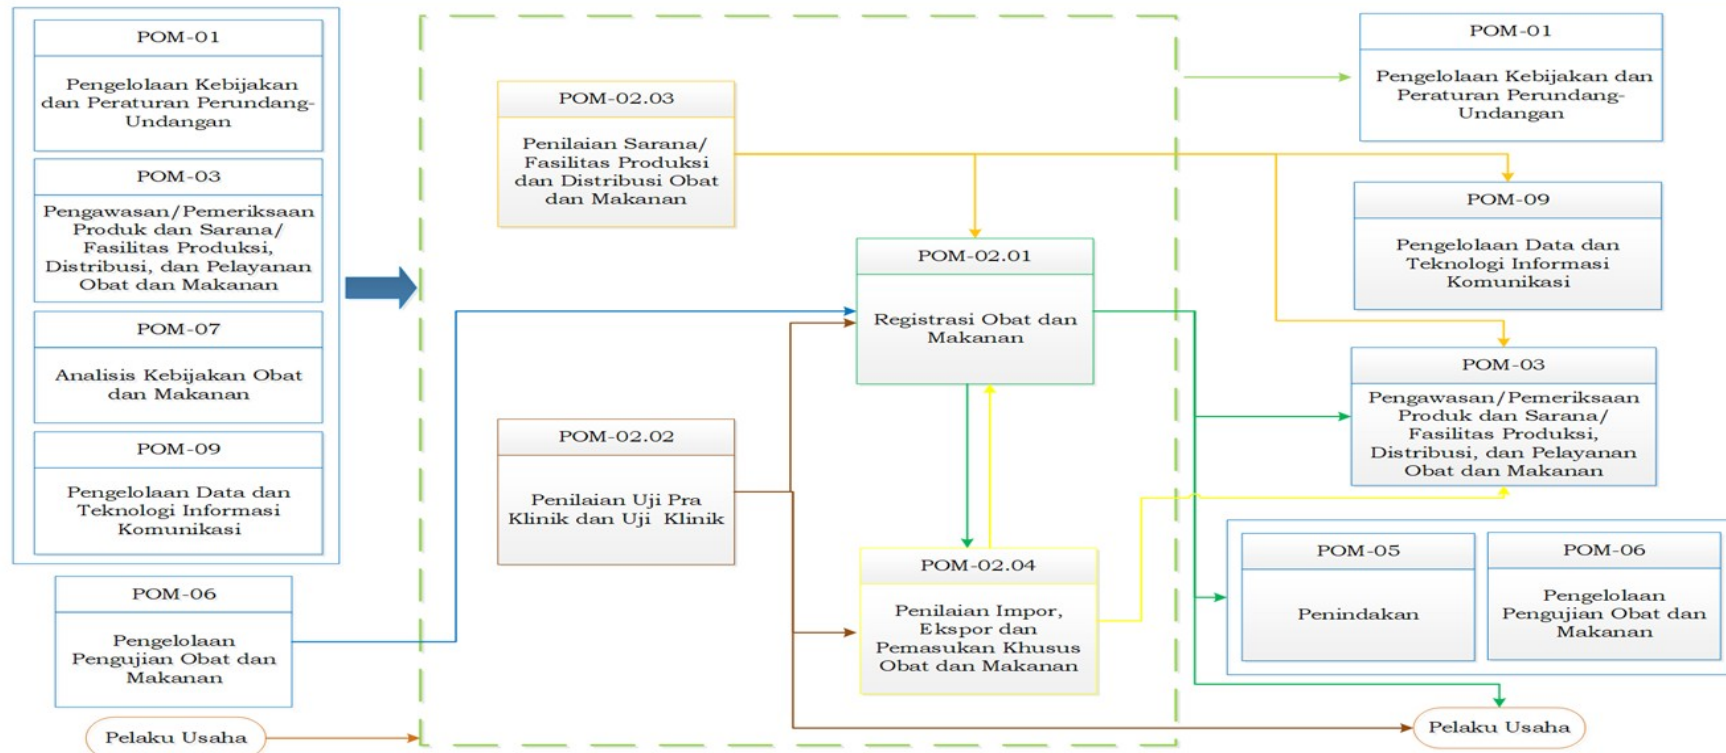 POM-01
Pengelolaan Kebijakan
dan Peraturan Perundang-
Undangan
POM-03
Pengawasan/Pemeriksaan
Produk dan Sarana/
Fasilitas Produksi,
Distribusi, dan Pelayanan
Obat dan Makanan
POM-07
Analisis Kebijakan Obat
dan Makanan
POM-09
Pengelolaan Data dan
Teknologi Informasi
Komunikasi
POM-06
Pengelolaan
Pengujian Obat dan
Makanan
Pelaku Usaha
POM-02.03
Penilaian Sarana/
Fasilitas Produksi
dan Distribusi Obat
dan Makanan
POM-02.01
Registrasi Obat dan
Makanan
POM-02.02
Penilaian Uji Pra
Klinik dan Uji Klinik
POM-02.04
Penilaian Impor,
Ekspor dan
Pemasukan Khusus
Obat dan Makanan
POM-01
Pengelolaan Kebijakan dan
Peraturan Perundang-
Undangan
POM-09
Pengelolaan Data dan
Teknologi Informasi
Komunikasi
POM-03
Pengawasan/Pemeriksaan
Produk dan Sarana/
Fasilitas Produksi,
Distribusi, dan Pelayanan
Obat dan Makanan
POM-05
Penindakan
POM-06
Pengelolaan
Pengujian Obat dan
Makanan
Pelaku Usaha